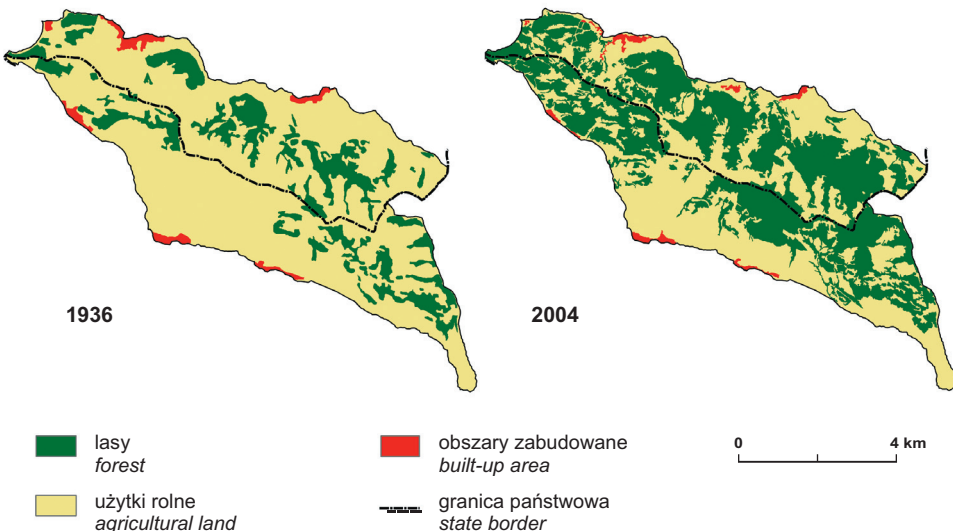 1936
2004
lasy
forest
użytki rolne
agricultural land
obszary zabudowane
built-up area
granica państwowa
state border
0 4 km